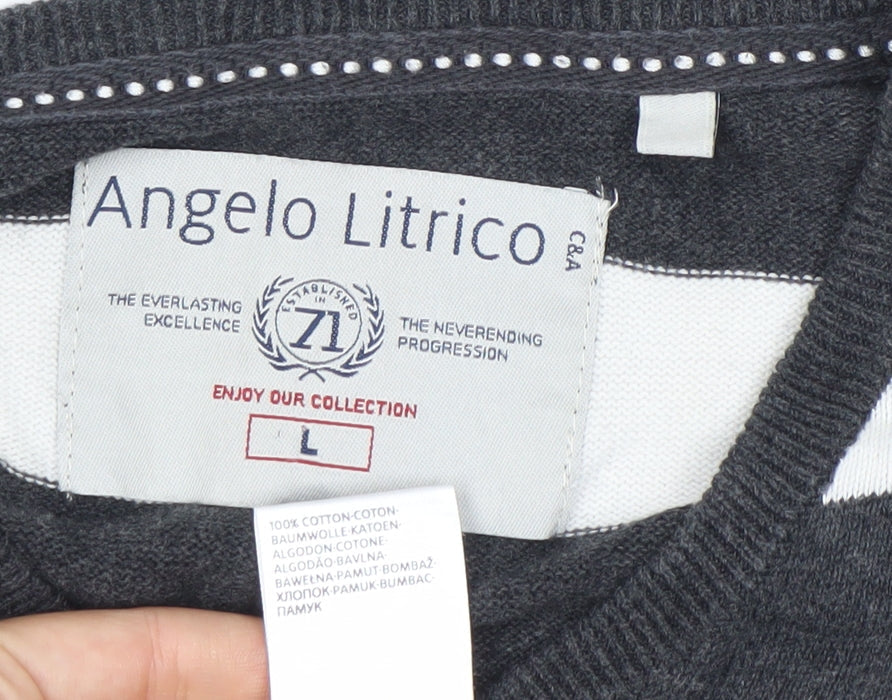 Angelo Litrico
C&A
THE EVERLASTING
EXCELLENCE
ESTABLISHED
IN
71
THE NEVERENDING
PROGRESSION
ENJOY OUR COLLECTION
L
100% COTTON-COTON-
BAUMWOLLE-KATOEN-
ALGODON-COTONE-
ALGODÃO-BAVLNA-
BAWEŁNA-PAMUT-BOMBAŽ-
ХЛОПОК-PAMUK-BUMBAC-
ПАМУК